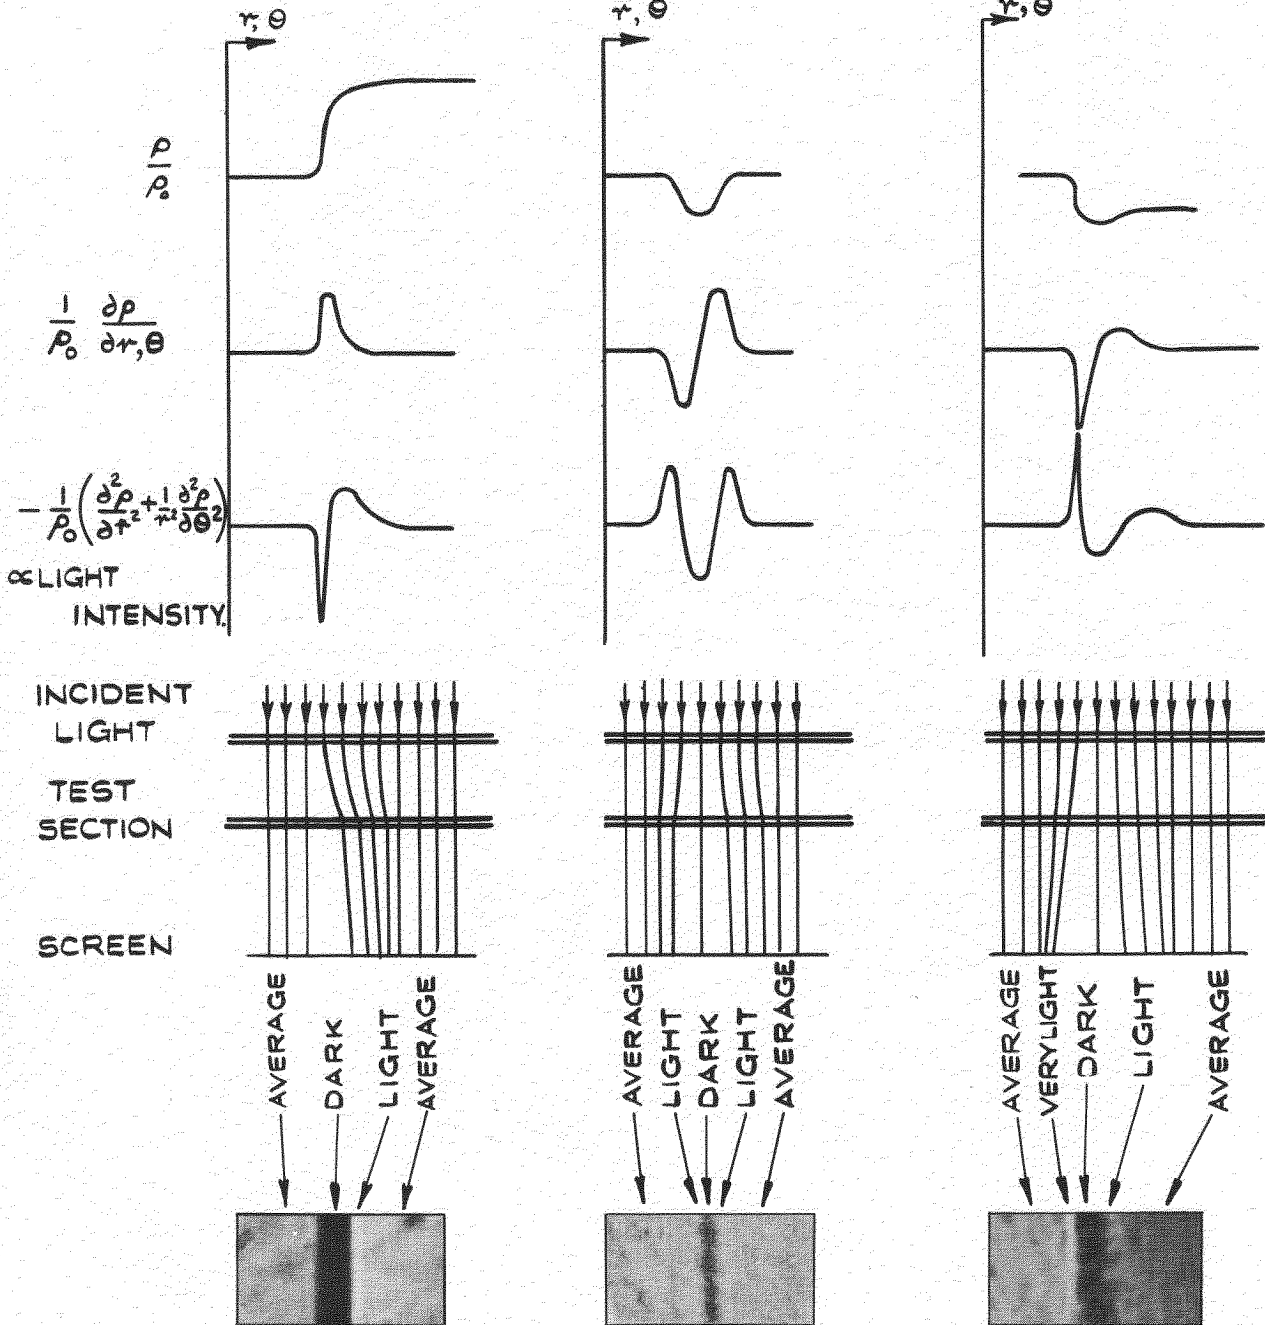 r, θ
r, θ
r, θ
ρ/ρ₀
1/ρ₀ ∂ρ/∂r,θ
− 1/ρ₀ (∂²ρ/∂r² + 1/r² ∂²ρ/∂θ²)
∝ LIGHT
INTENSITY.
INCIDENT
LIGHT
TEST
SECTION
SCREEN
AVERAGE
DARK
LIGHT
AVERAGE
AVERAGE
LIGHT
DARK
LIGHT
AVERAGE
AVERAGE
VERY LIGHT
DARK
LIGHT
AVERAGE